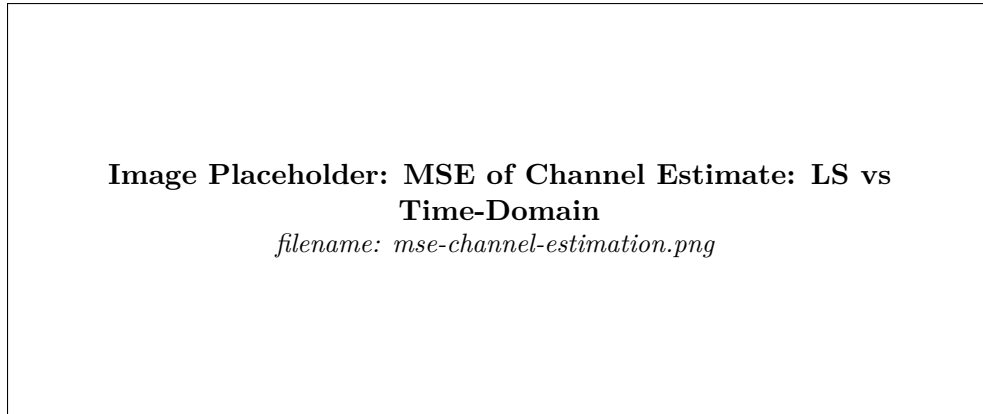 Image Placeholder: MSE of Channel Estimate: LS vs
Time-Domain
filename: mse-channel-estimation.png